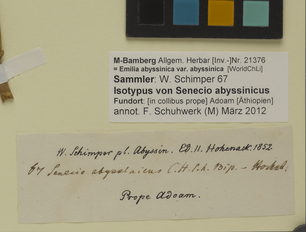 M-Bamberg Allgem. Herbar [Inv.-]Nr. 21376
= Emilia abyssinica var. abyssinica [WorldChLi]
Sammler: W. Schimper 67
Isotypus von Senecio abyssinicus
Fundort: [in collibus prope] Adoam [Äthiopien]
annot. F. Schuhwerk (M) März 2012
W. Schimper pl. Abyssin. Ed. II. Hohenack. 1852
67 Senecio abyssinicus C.H. Sch. Bip. –
Prope Adoam.